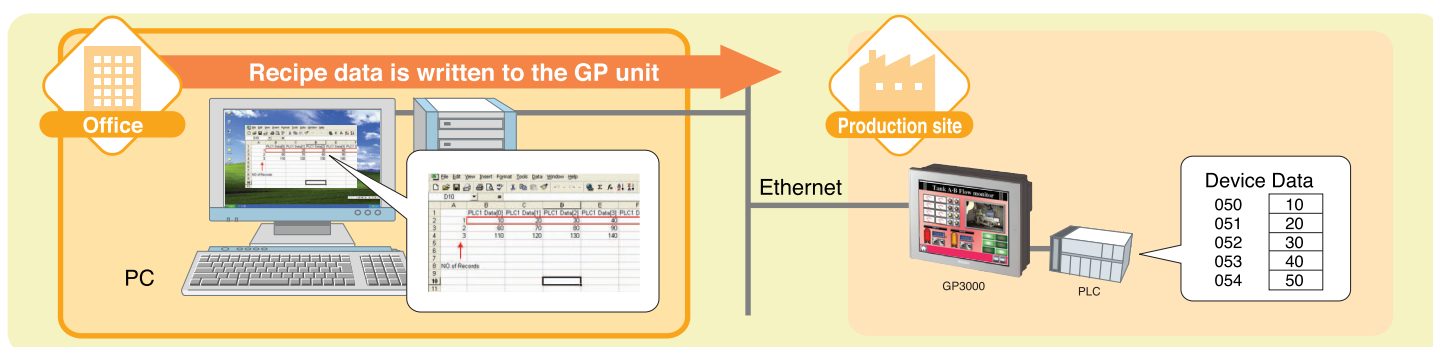 Recipe data is written to the GP unit
Office
PC
File Edit View Insert Format Tools Data Window Help
D10
A B C D E F
1 PLC1 Data[0] PLC1 Data[1] PLC1 Data[2] PLC1 Data[3] PLC1 D
2 1 10 20 30 40
3 2 60 70 80 90
4 3 110 120 130 140
5
6
7
8 NO.of Records
9
10
11
Ethernet
Production site
Tank A-B Flow monitor
GP3000
PLC
Device Data
050 10
051 20
052 30
053 40
054 50